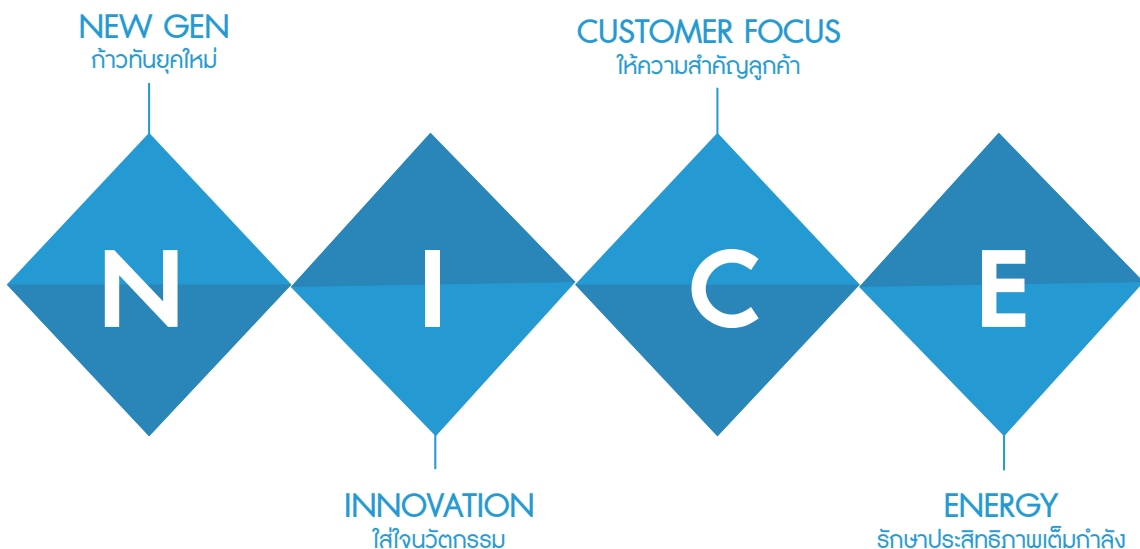 NEW GEN
ก้าวทันยุคใหม่
CUSTOMER FOCUS
ให้ความสำคัญลูกค้า
N I C E
INNOVATION
ใส่ใจนวัตกรรม
ENERGY
รักษาประสิทธิภาพเต็มกำลัง